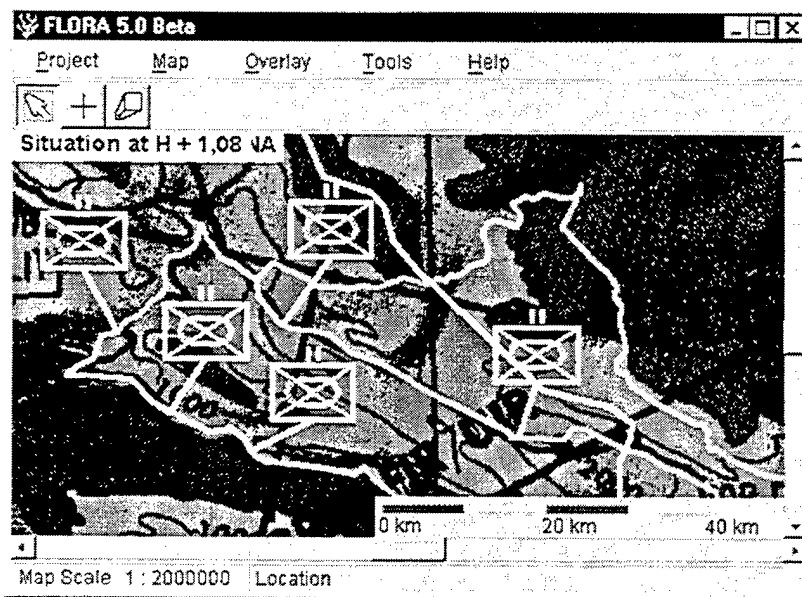 FLORA 5.0 Beta
Project Map Overlay Tools Help
Situation at H + 1,08 NA
0 km 20 km 40 km
Map Scale 1 : 2000000 Location